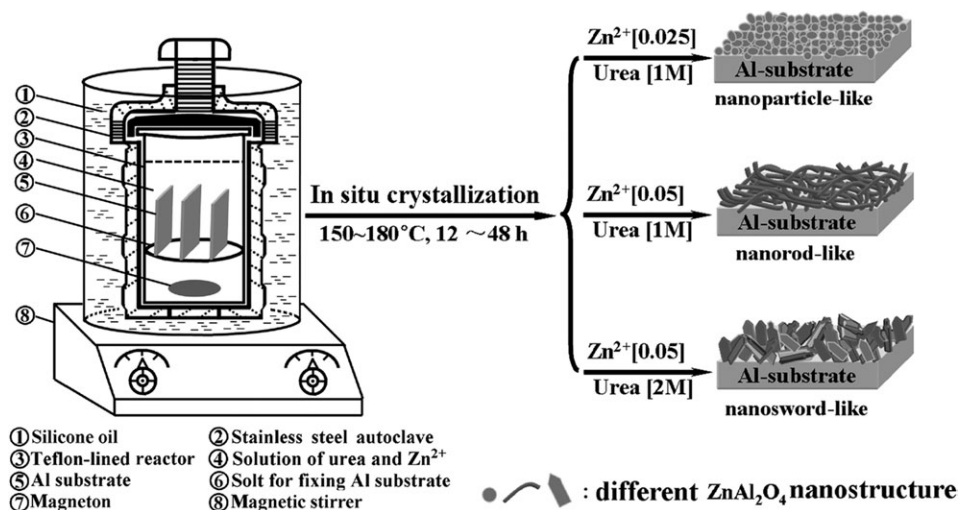 ①
②
③
④
⑤
⑥
⑦
⑧
In situ crystallization
150~180°C, 12 ~48 h
Zn²⁺[0.025]
Urea [1M]
Al-substrate
nanoparticle-like
Zn²⁺[0.05]
Urea [1M]
Al-substrate
nanorod-like
Zn²⁺[0.05]
Urea [2M]
Al-substrate
nanosword-like
①Silicone oil ②Stainless steel autoclave
③Teflon-lined reactor ④Solution of urea and Zn²⁺
⑤Al substrate ⑥Solt for fixing Al substrate
⑦Magneton ⑧Magnetic stirrer
: different ZnAl₂O₄ nanostructure